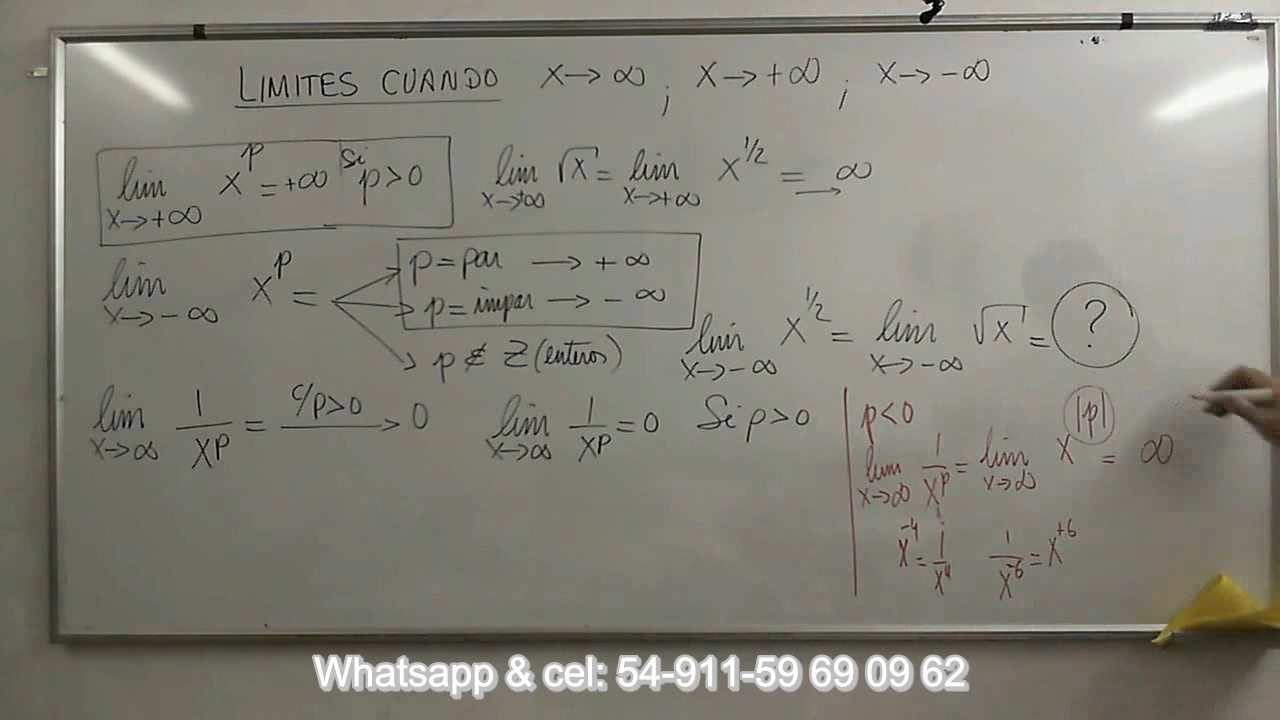 LIMITES CUANDO x→∞ ; x→+∞ ; x→-∞
lim x→+∞ x^p = +∞ si p>0
lim x→+∞ √x = lim x→+∞ x^1/2 = → ∞
lim x→-∞ x^p =
p=par → +∞
p=impar → -∞
p∉Z (enteros)
lim x→-∞ x^1/2 = lim x→-∞ √x = ?
lim x→∞ 1/x^p = c/p>0 → 0
lim x→∞ 1/x^p = 0 Si p>0
p<0
lim x→∞ 1/x^p = lim x→∞ x^|p| = ∞
x^-4 = 1/x^4
1/x^-6 = x^+6
Whatsapp & cel: 54-911-59 69 09 62